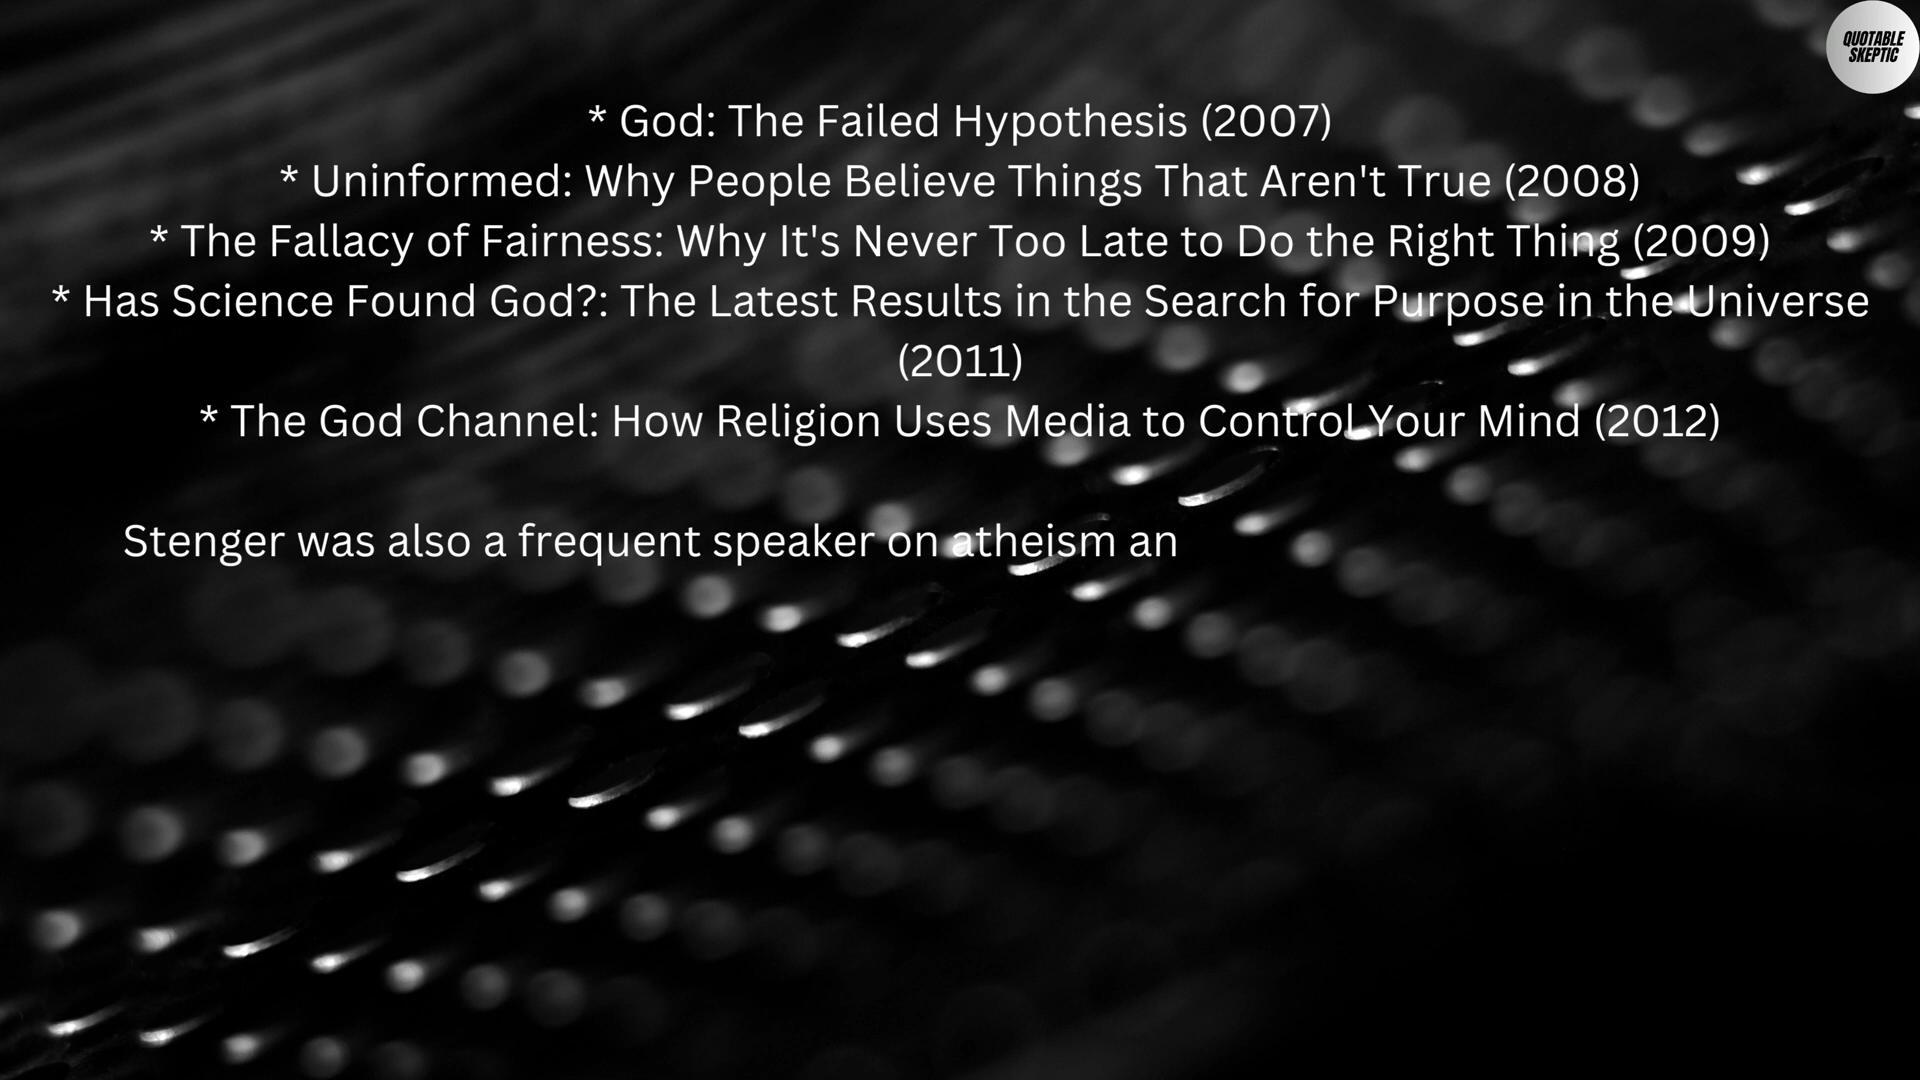 QUOTABLE
SKEPTIC
* God: The Failed Hypothesis (2007)
* Uninformed: Why People Believe Things That Aren't True (2008)
* The Fallacy of Fairness: Why It's Never Too Late to Do the Right Thing (2009)
* Has Science Found God?: The Latest Results in the Search for Purpose in the Universe
(2011)
* The God Channel: How Religion Uses Media to Control Your Mind (2012)
Stenger was also a frequent speaker on atheism an